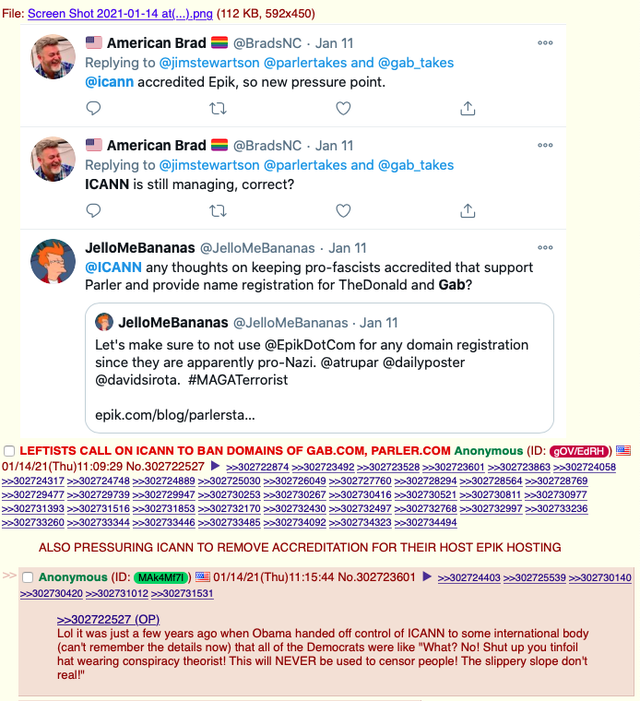 File: Screen Shot 2021-01-14 at(...).png (112 KB, 592x450)
American Brad @BradsNC · Jan 11
Replying to @jimstewartson @parlertakes and @gab_takes
@icann accredited Epik, so new pressure point.
American Brad @BradsNC · Jan 11
Replying to @jimstewartson @parlertakes and @gab_takes
ICANN is still managing, correct?
JelloMeBananas @JelloMeBananas · Jan 11
@ICANN any thoughts on keeping pro-fascists accredited that support
Parler and provide name registration for TheDonald and Gab?
JelloMeBananas @JelloMeBananas · Jan 11
Let's make sure to not use @EpikDotCom for any domain registration
since they are apparently pro-Nazi. @atrupar @dailyposter
@davidsirota. #MAGATerrorist
epik.com/blog/parlersta...
LEFTISTS CALL ON ICANN TO BAN DOMAINS OF GAB.COM, PARLER.COM Anonymous (ID: gOV/EdRH)
01/14/21(Thu)11:09:29 No.302722527 ▶ >>302722874 >>302723492 >>302723528 >>302723601 >>302723863 >>302724058
>>302724317 >>302724748 >>302724889 >>302725030 >>302726049 >>302727760 >>302728294 >>302728564 >>302728769
>>302729477 >>302729739 >>302729947 >>302730253 >>302730267 >>302730416 >>302730521 >>302730811 >>302730977
>>302731393 >>302731516 >>302731853 >>302732170 >>302732430 >>302732497 >>302732768 >>302732997 >>302733236
>>302733260 >>302733344 >>302733446 >>302733485 >>302734092 >>302734323 >>302734494
ALSO PRESSURING ICANN TO REMOVE ACCREDITATION FOR THEIR HOST EPIK HOSTING
>> Anonymous (ID: MAk4Mf7I) 01/14/21(Thu)11:15:44 No.302723601 ▶ >>302724403 >>302725539 >>302730140
>>302730420 >>302731012 >>302731531
>>302722527 (OP)
Lol it was just a few years ago when Obama handed off control of ICANN to some international body
(can't remember the details now) that all of the Democrats were like "What? No! Shut up you tinfoil
hat wearing conspiracy theorist! This will NEVER be used to censor people! The slippery slope don't
real!"